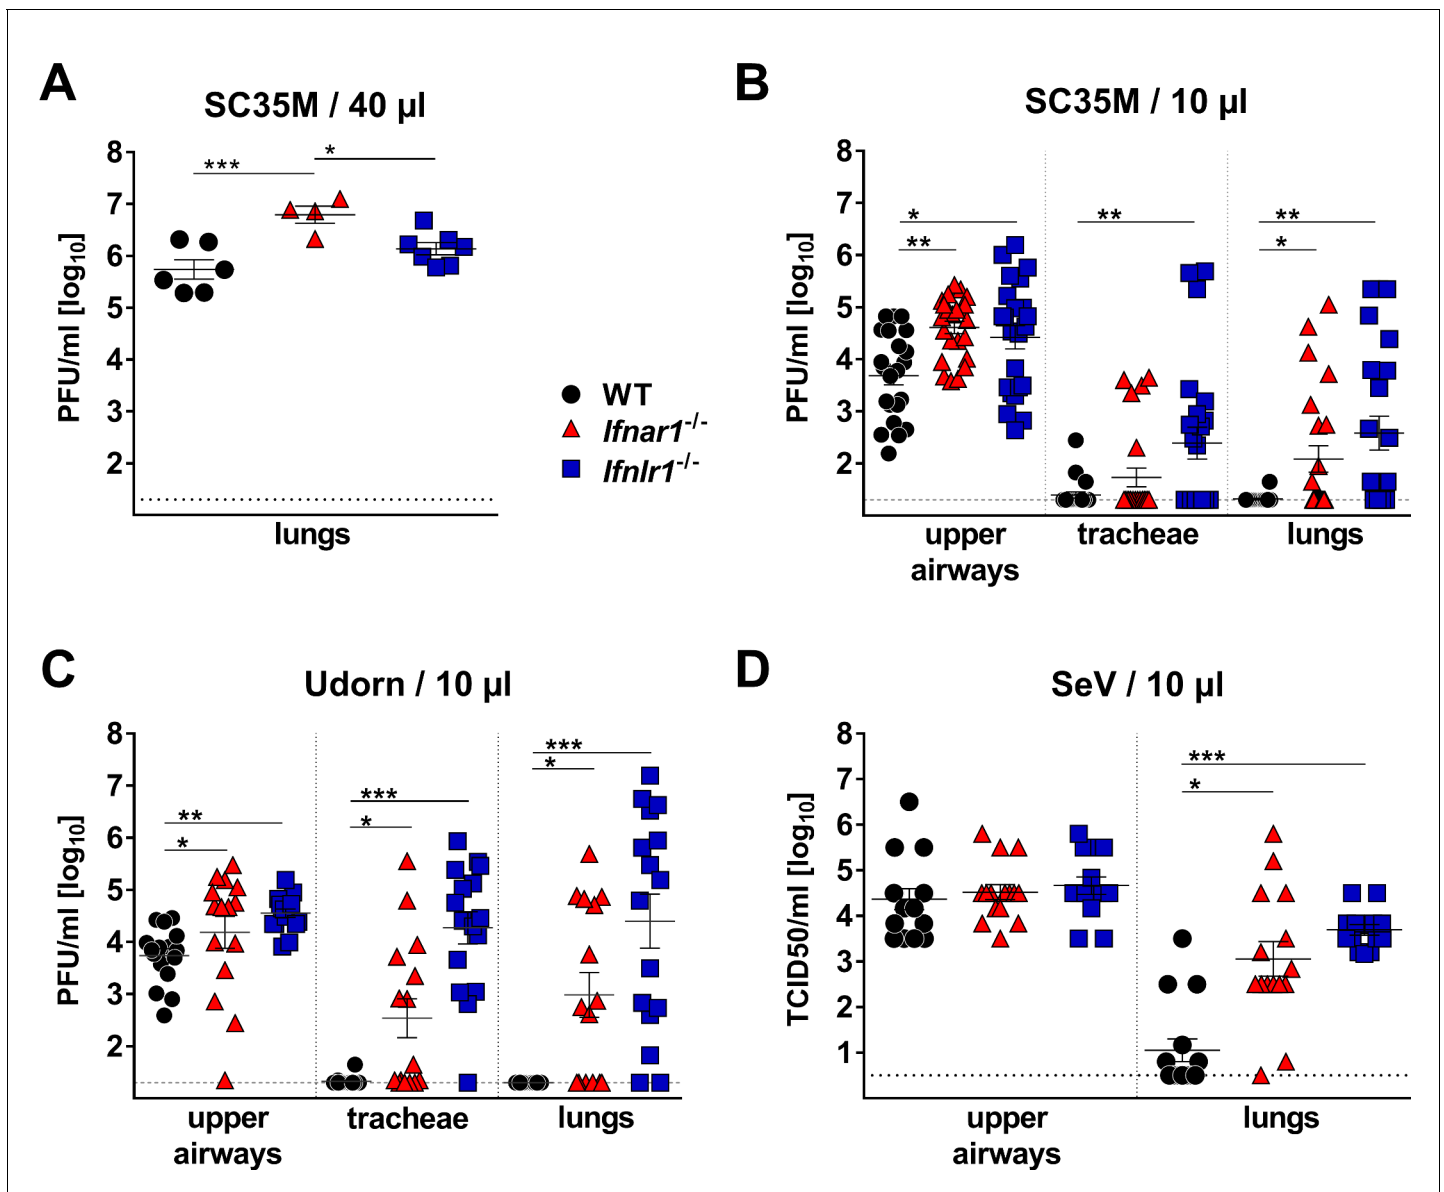 A
SC35M / 40 µl
PFU/ml [log10]
8
7
6
5
4
3
2
***
*
lungs
WT
Ifnar1-/-
Ifnlr1-/-
B
SC35M / 10 µl
PFU/ml [log10]
8
7
6
5
4
3
2
*
**
**
**
*
upper
airways
tracheae
lungs
C
Udorn / 10 µl
PFU/ml [log10]
8
7
6
5
4
3
2
**
*
***
*
***
*
upper
airways
tracheae
lungs
D
SeV / 10 µl
TCID50/ml [log10]
8
7
6
5
4
3
2
1
***
*
upper
airways
lungs